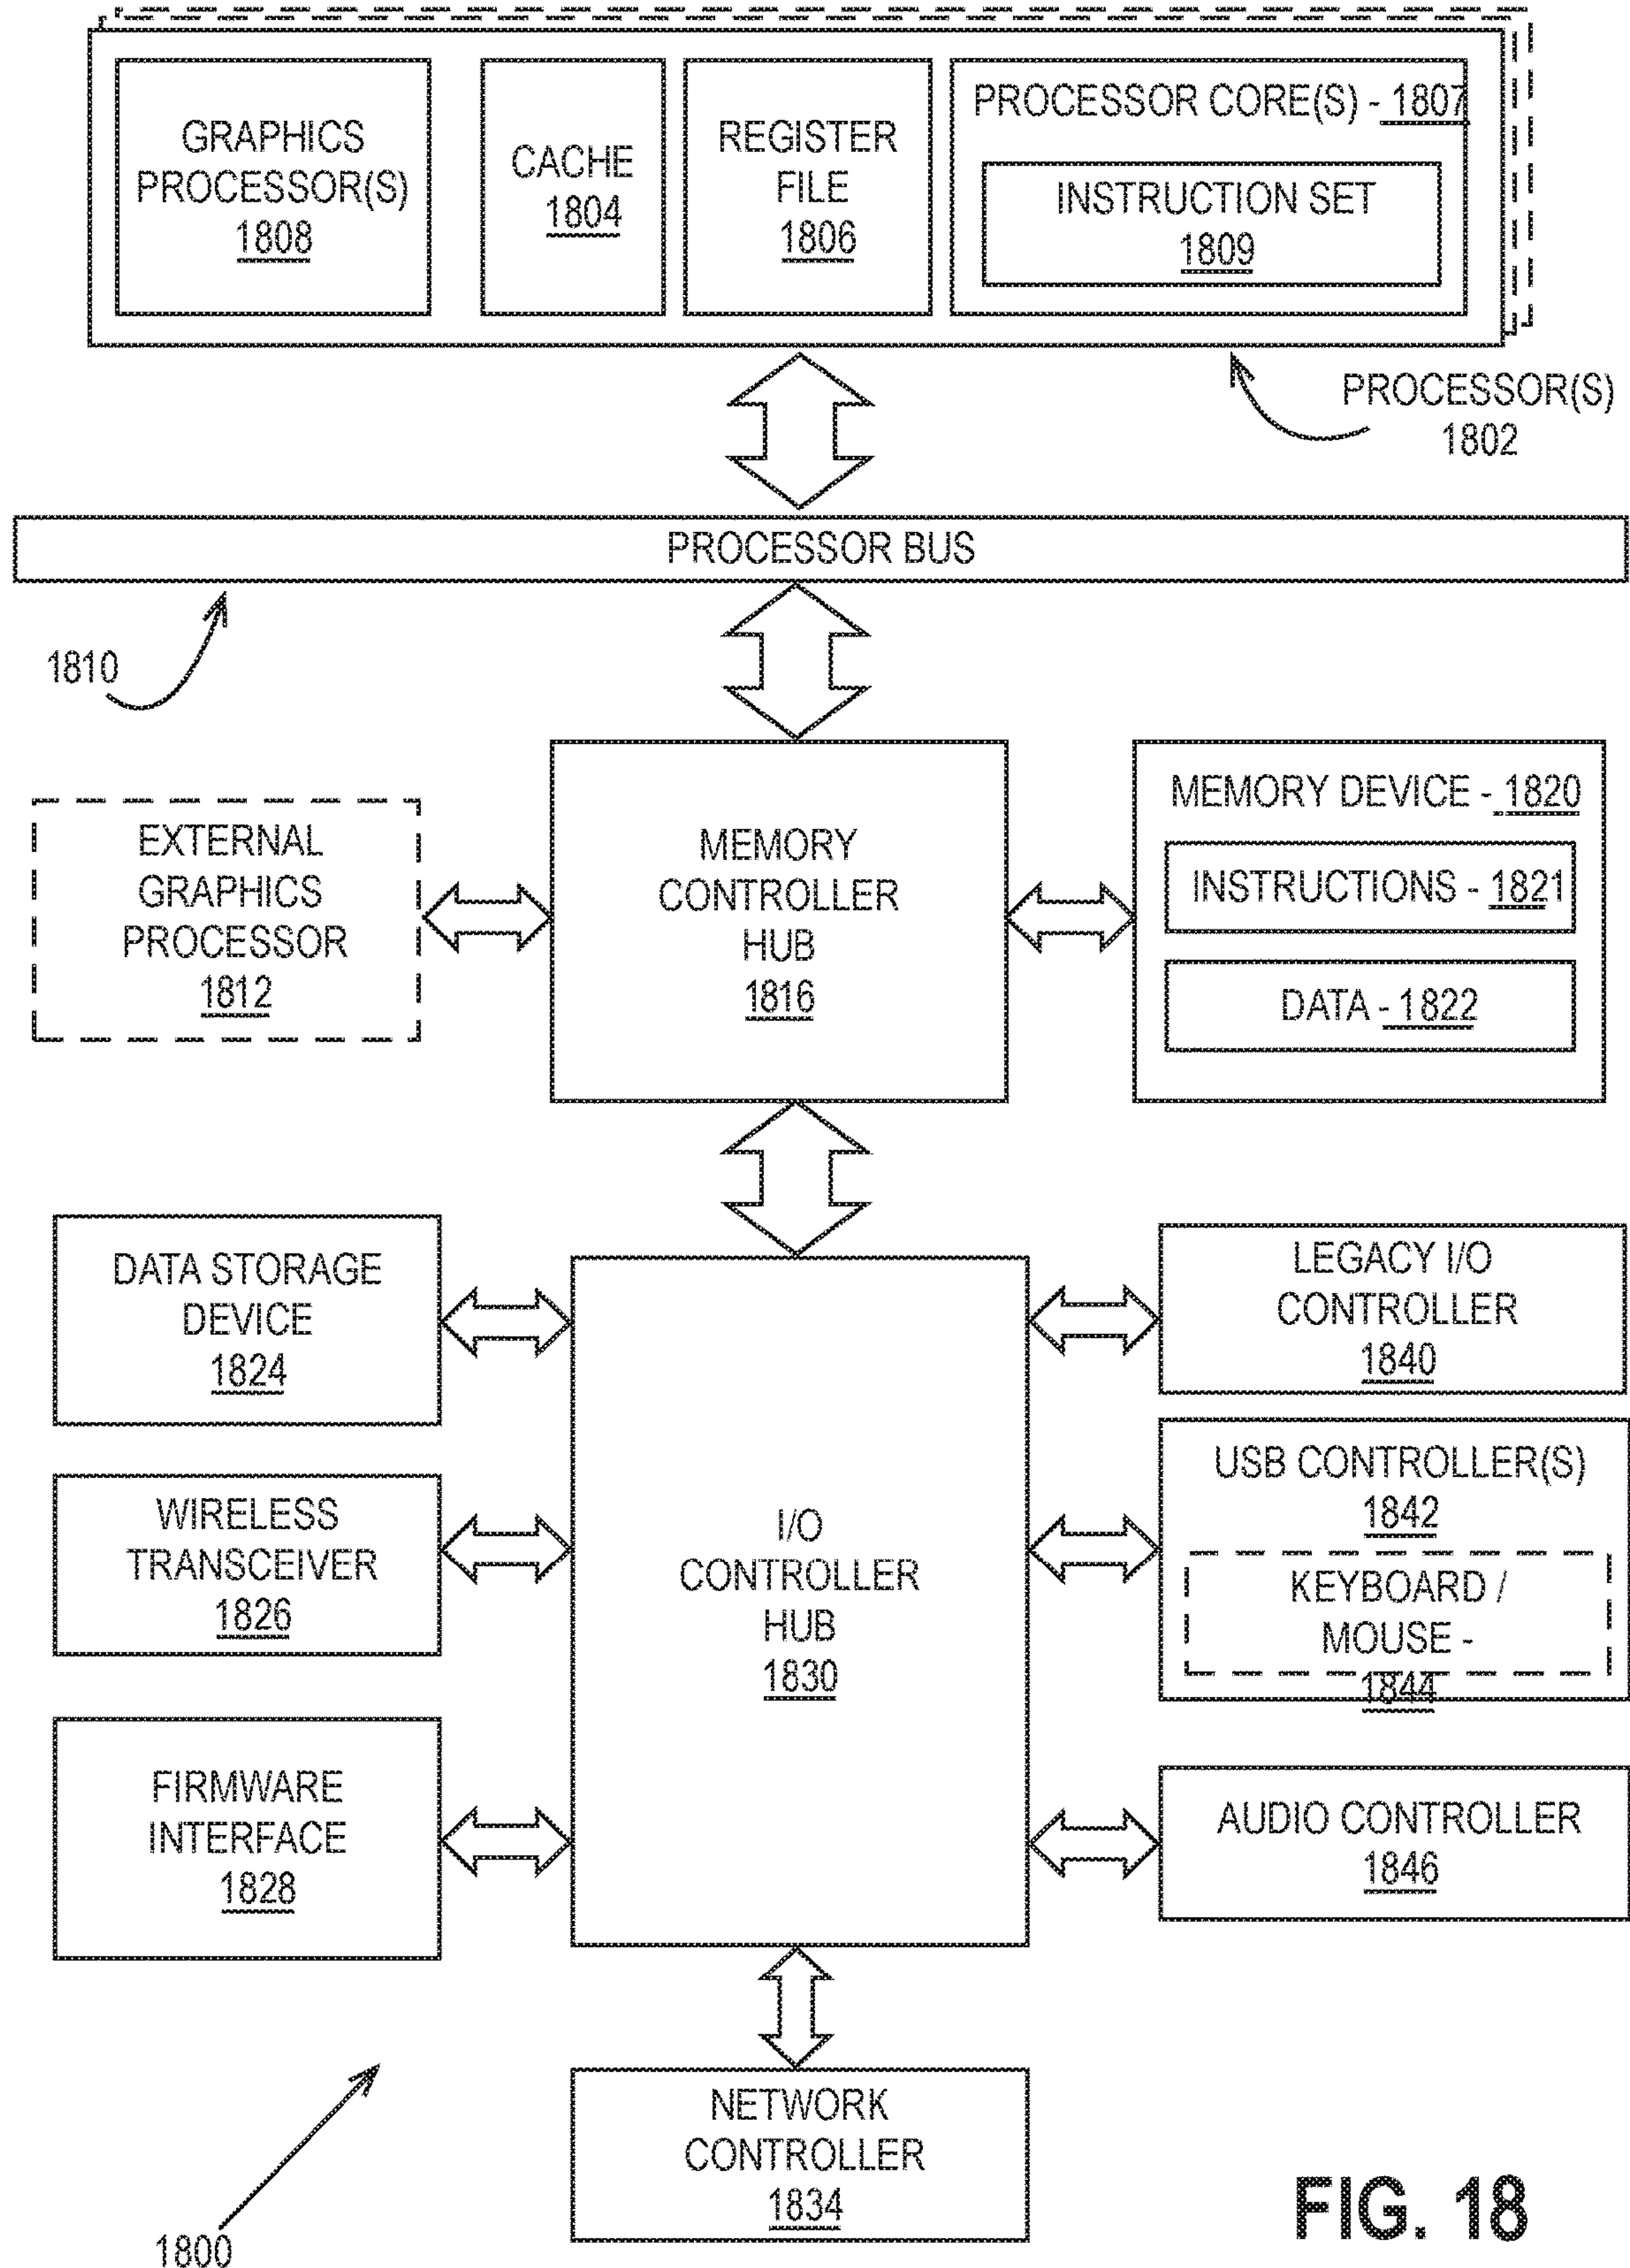 GRAPHICS
PROCESSOR(S)
1808
CACHE
1804
REGISTER
FILE
1806
PROCESSOR CORE(S) - 1807
INSTRUCTION SET
1809
PROCESSOR(S)
1802
PROCESSOR BUS
1810
EXTERNAL
GRAPHICS
PROCESSOR
1812
MEMORY
CONTROLLER
HUB
1816
MEMORY DEVICE - 1820
INSTRUCTIONS - 1821
DATA - 1822
DATA STORAGE
DEVICE
1824
WIRELESS
TRANSCEIVER
1826
FIRMWARE
INTERFACE
1828
I/O
CONTROLLER
HUB
1830
LEGACY I/O
CONTROLLER
1840
USB CONTROLLER(S)
1842
KEYBOARD /
MOUSE -
1844
AUDIO CONTROLLER
1846
NETWORK
CONTROLLER
1834
1800
FIG. 18